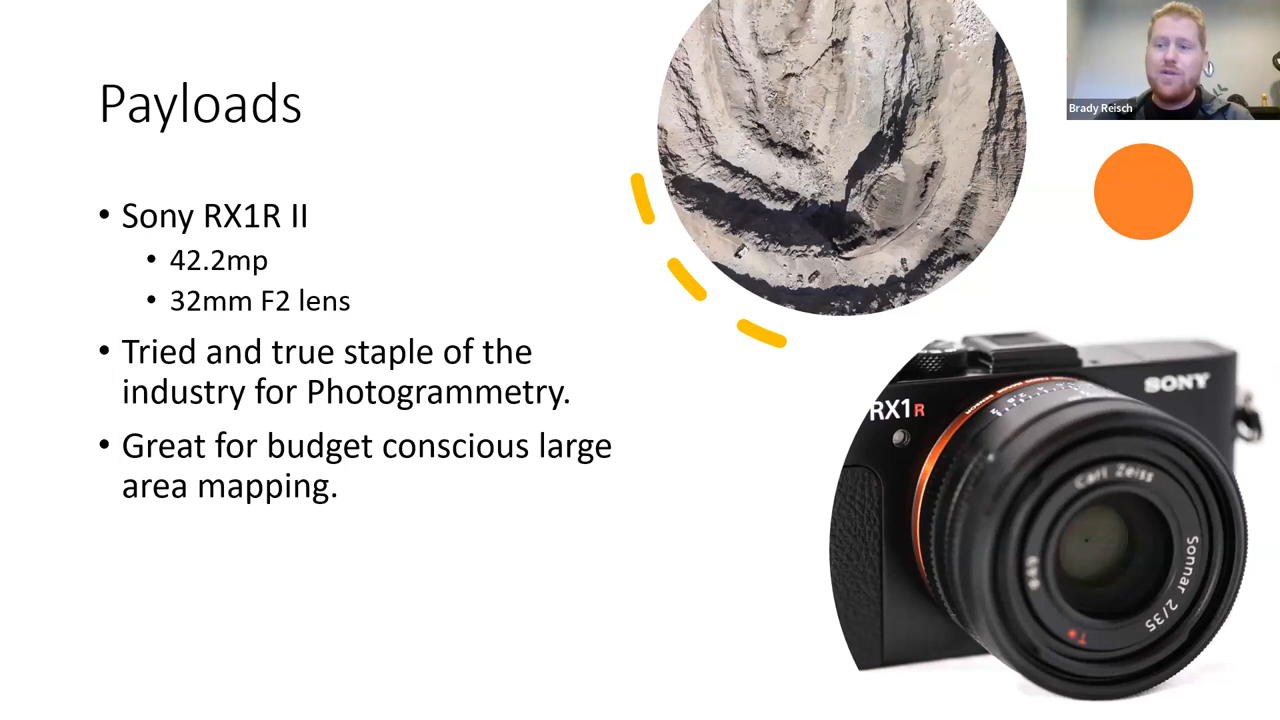 Payloads
• Sony RX1R II
• 42.2mp
• 32mm F2 lens
• Tried and true staple of the
industry for Photogrammetry.
• Great for budget conscious large
area mapping.
Brady Reisch
SONY
RX1R
Carl Zeiss
Sonnar 2/35
T*